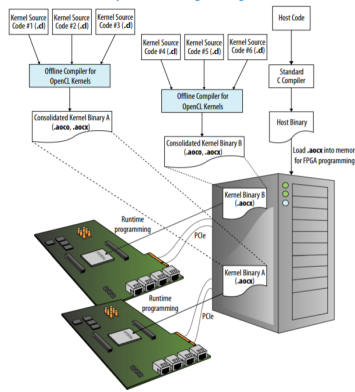 Kernel Source
Code #1 (.cl)
Kernel Source
Code #2 (.cl)
Kernel Source
Code #3 (.cl)
Offline Compiler for
OpenCL Kernels
Consolidated Kernel Binary A
(.aoco, .aocx)
Kernel Source
Code #4 (.cl)
Kernel Source
Code #5 (.cl)
Kernel Source
Code #6 (.cl)
Offline Compiler for
OpenCL Kernels
Consolidated Kernel Binary B
(.aoco, .aocx)
Host Code
Standard
C Compiler
Host Binary
Load .aocx into memor
for FPGA programming
Kernel Binary B
(.aocx)
Runtime
programming
PCIe
Kernel Binary A
(.aocx)
Runtime
programming
PCIe